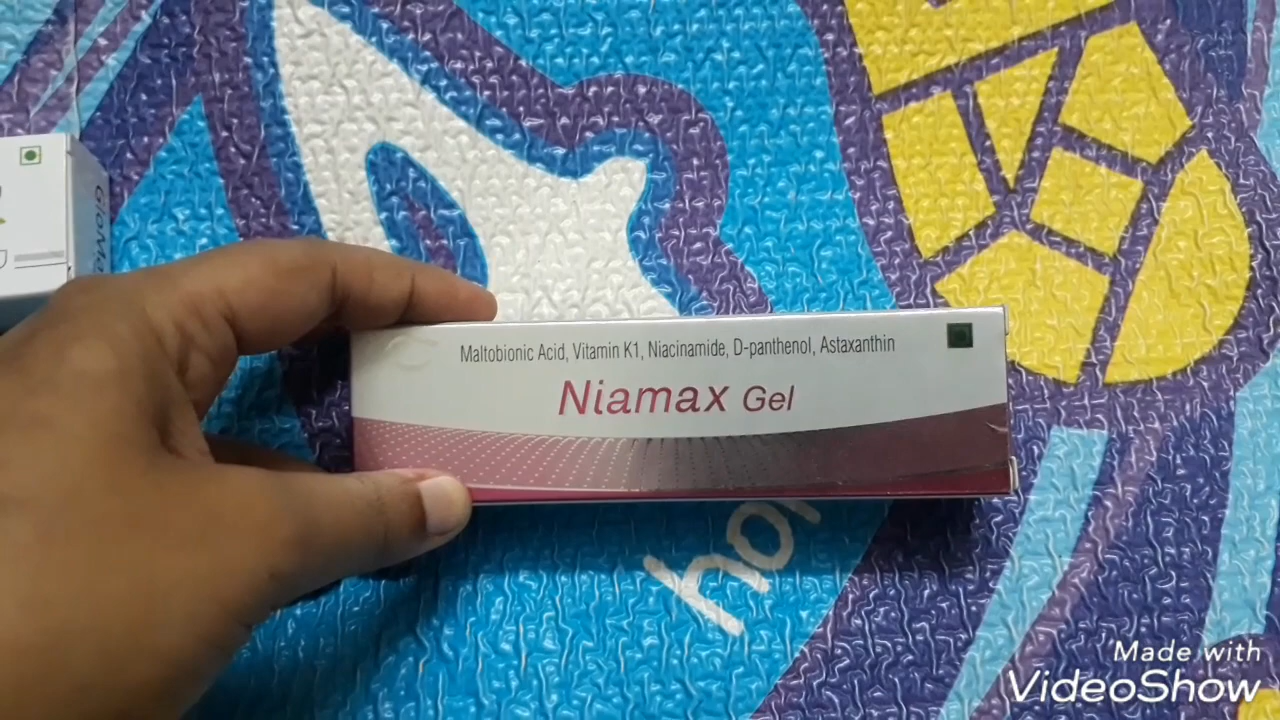 Maltobionic Acid, Vitamin K1, Niacinamide, D-panthenol, Astaxanthin
Niamax Gel
Made with
VideoShow